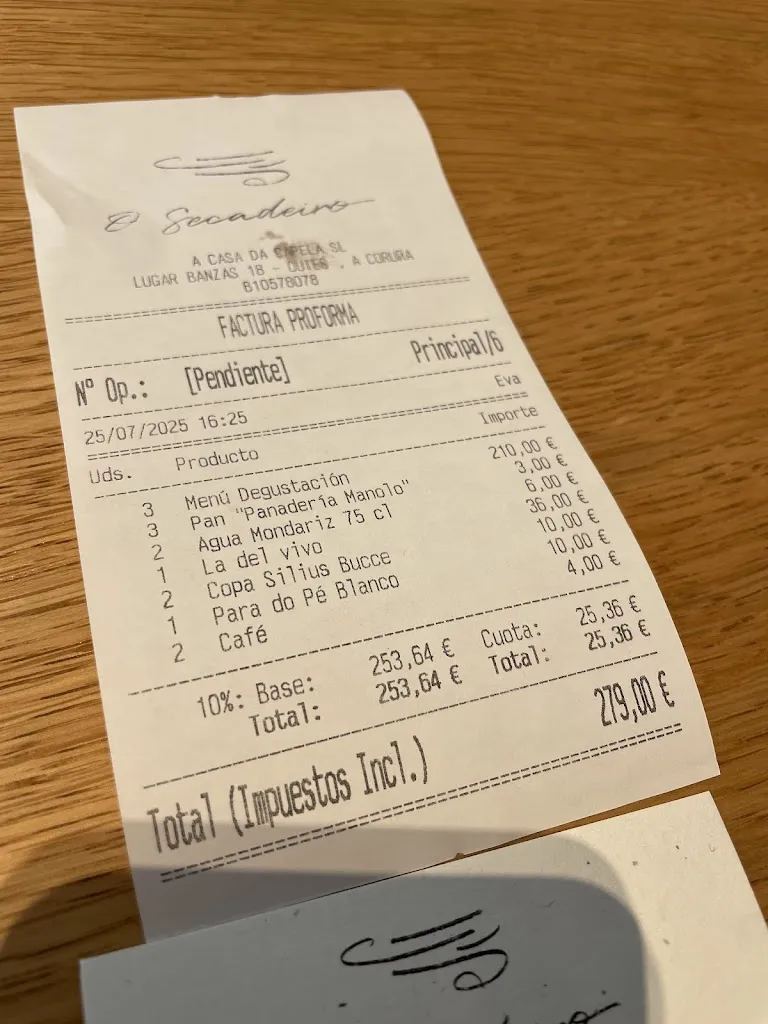 O Secadeiro
A CASA DA CAPELA SL
LUGAR BANZAS 18 - OUTES , A CORURA
B10578078
FACTURA PROFORMA
Nº Op.: [Pendiente] Principal/6
25/07/2025 16:25 Eva
Uds. Producto Importe
3 Menú Degustación 210,00 €
3 Pan "Panadería Manolo" 3,00 €
2 Agua Mondariz 75 cl 6,00 €
1 La del vivo 36,00 €
2 Copa Silius Bucce 10,00 €
1 Para do Pé Blanco 10,00 €
2 Café 4,00 €
10%: Base: 253,64 € Cuota: 25,36 €
Total: 253,64 € Total: 25,36 €
Total (Impuestos Incl.) 279,00 €